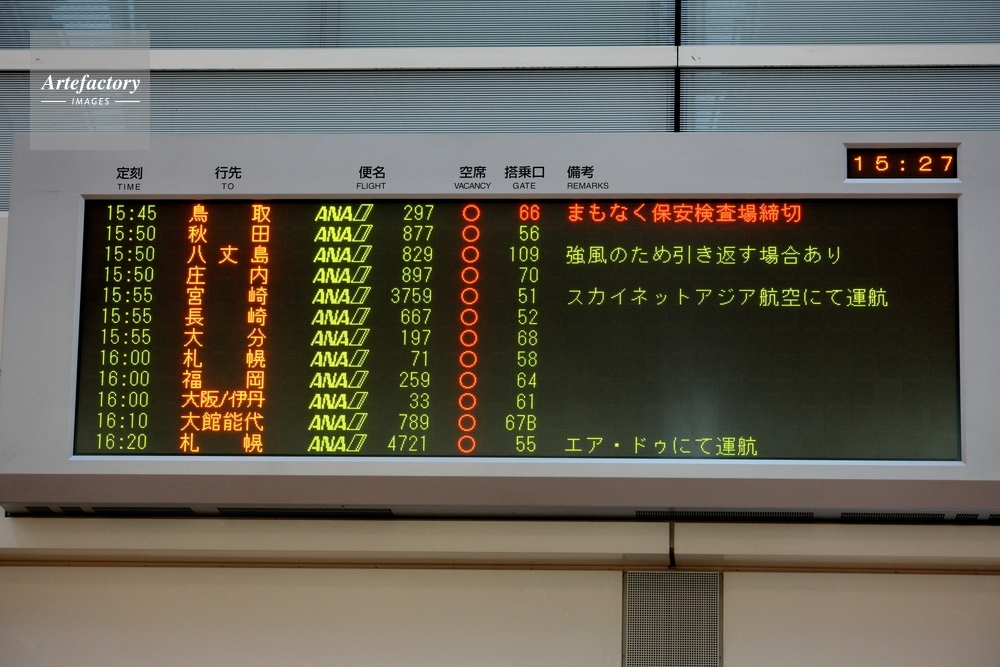 Artefactory
IMAGES
定刻 行先 便名 空席 搭乗口 備考
TIME TO FLIGHT VACANCY GATE REMARKS
15:27
15:45 鳥取 ANA 297 ○ 66 まもなく保安検査場締切
15:50 秋田 ANA 877 ○ 56
15:50 八丈島 ANA 829 ○ 109 強風のため引き返す場合あり
15:50 庄内 ANA 897 ○ 70
15:55 宮崎 ANA 3759 ○ 51 スカイネットアジア航空にて運航
15:55 長崎 ANA 667 ○ 52
15:55 大分 ANA 197 ○ 68
16:00 札幌 ANA 71 ○ 58
16:00 福岡 ANA 259 ○ 64
16:00 大阪/伊丹 ANA 33 ○ 61
16:10 大館能代 ANA 789 ○ 67B
16:20 札幌 ANA 4721 ○ 55 エア・ドゥにて運航